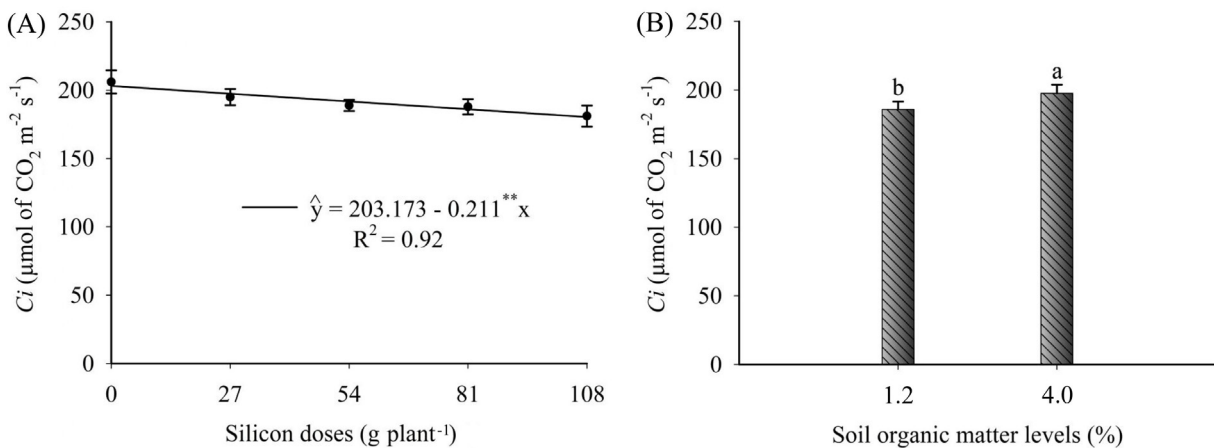 (A)
250
200
150
100
50
0
Ci (μmol of CO2 m-2 s-1)
ŷ = 203.173 - 0.211**x
R2 = 0.92
0 27 54 81 108
Silicon doses (g plant-1)
(B)
250
200
150
100
50
0
Ci (μmol of CO2 m-2 s-1)
b a
1.2 4.0
Soil organic matter levels (%)